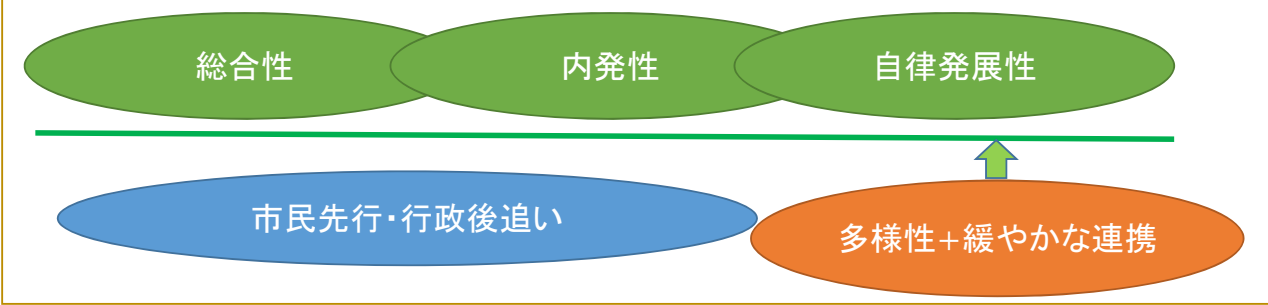 総合性
内発性
自律発展性
市民先行・行政後追い
多様性+緩やかな連携